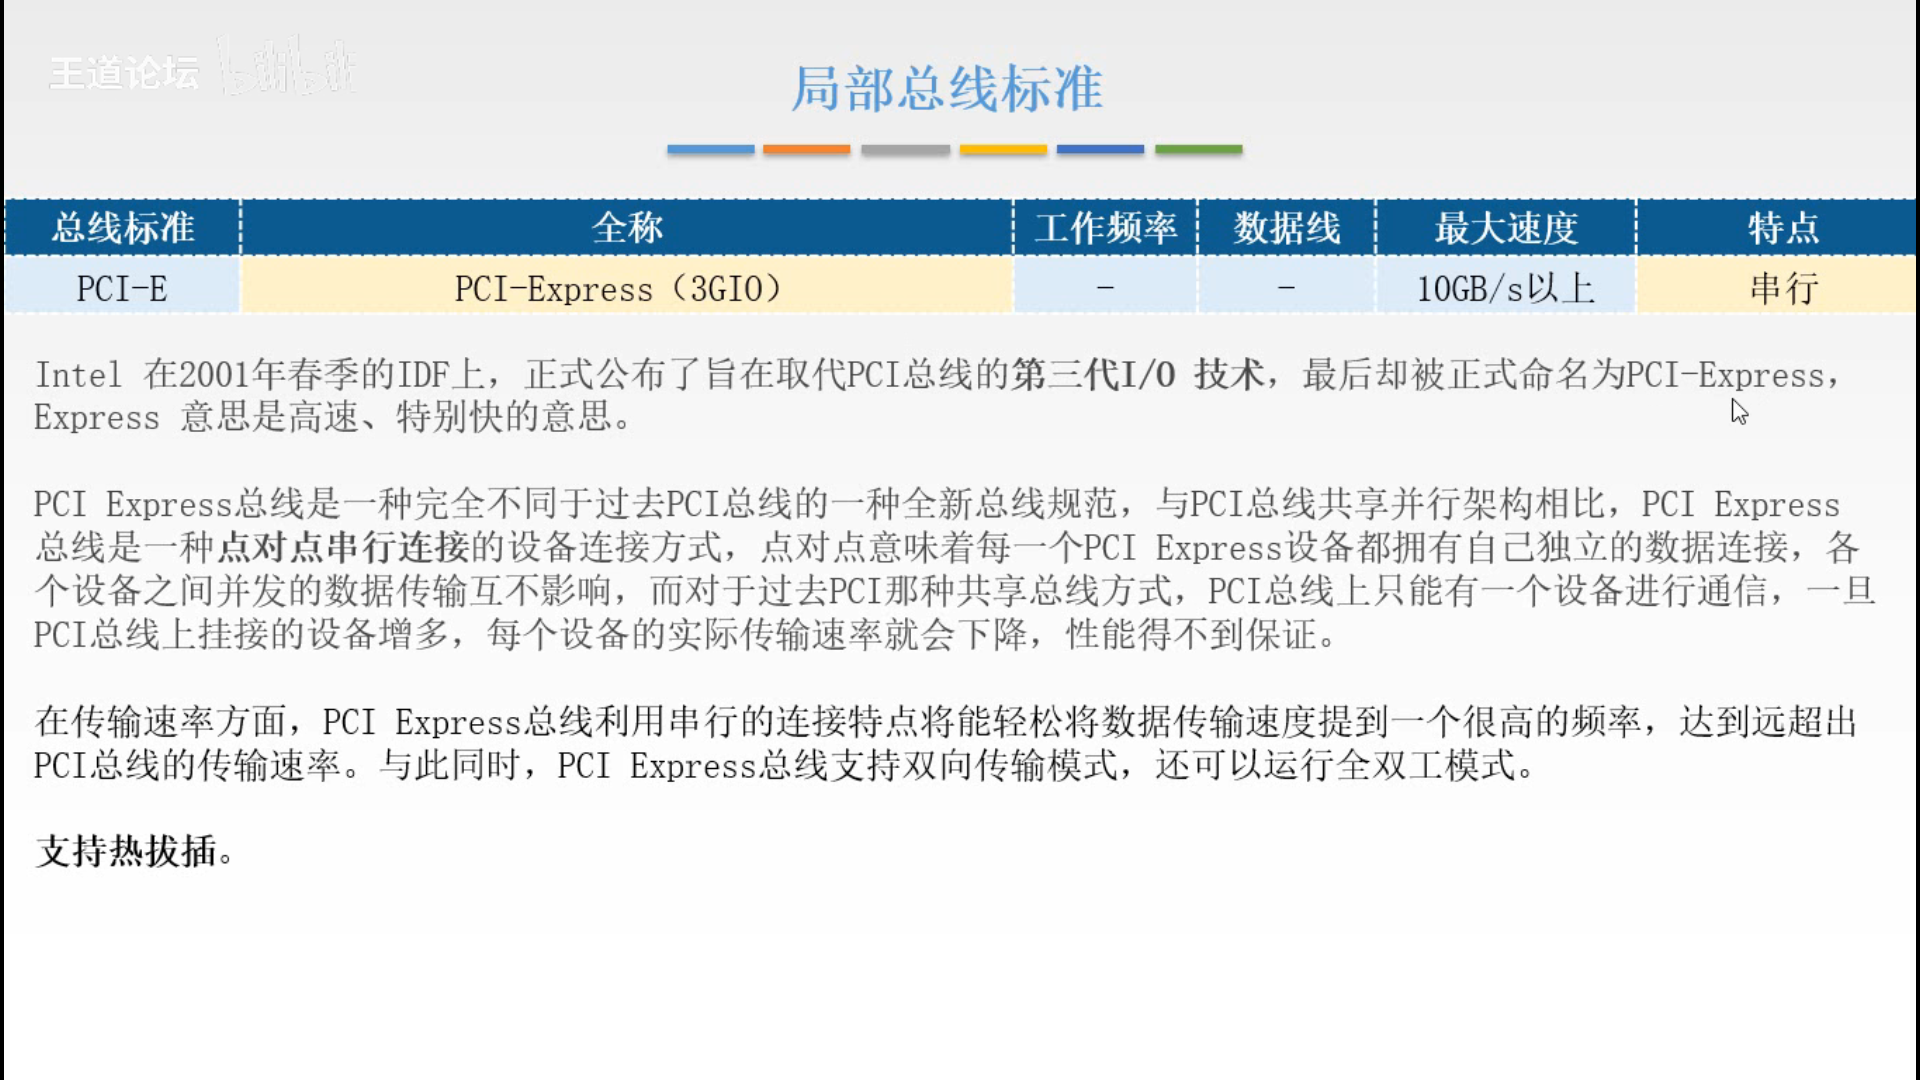 王道论坛 bilibili
局部总线标准
总线标准 全称 工作频率 数据线 最大速度 特点
PCI-E PCI-Express（3GIO） - - 10GB/s以上 串行
Intel 在2001年春季的IDF上，正式公布了旨在取代PCI总线的第三代I/O 技术，最后却被正式命名为PCI-Express，
Express 意思是高速、特别快的意思。
PCI Express总线是一种完全不同于过去PCI总线的一种全新总线规范，与PCI总线共享并行架构相比，PCI Express
总线是一种点对点串行连接的设备连接方式，点对点意味着每一个PCI Express设备都拥有自己独立的数据连接，各
个设备之间并发的数据传输互不影响，而对于过去PCI那种共享总线方式，PCI总线上只能有一个设备进行通信，一旦
PCI总线上挂接的设备增多，每个设备的实际传输速率就会下降，性能得不到保证。
在传输速率方面，PCI Express总线利用串行的连接特点将能轻松将数据传输速度提到一个很高的频率，达到远超出
PCI总线的传输速率。与此同时，PCI Express总线支持双向传输模式，还可以运行全双工模式。
支持热拔插。